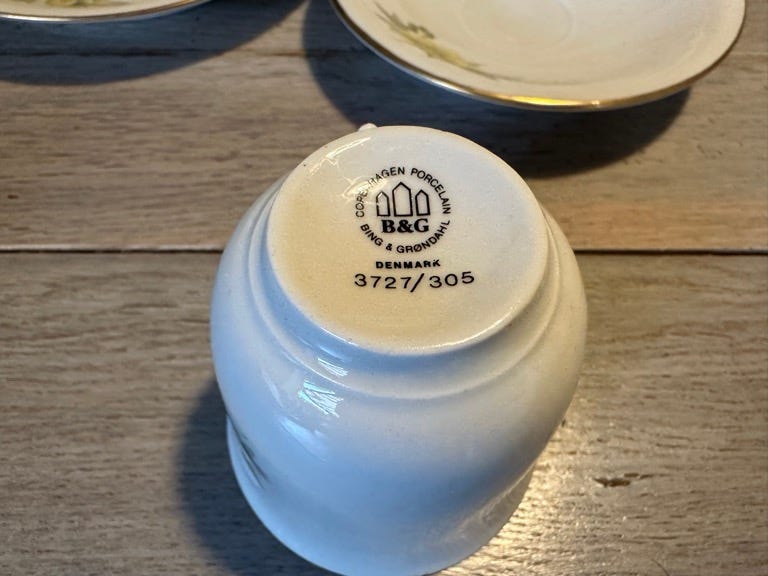 COPENHAGEN PORCELAIN
B&G
BING & GRØNDAHL
DENMARK
3727/305